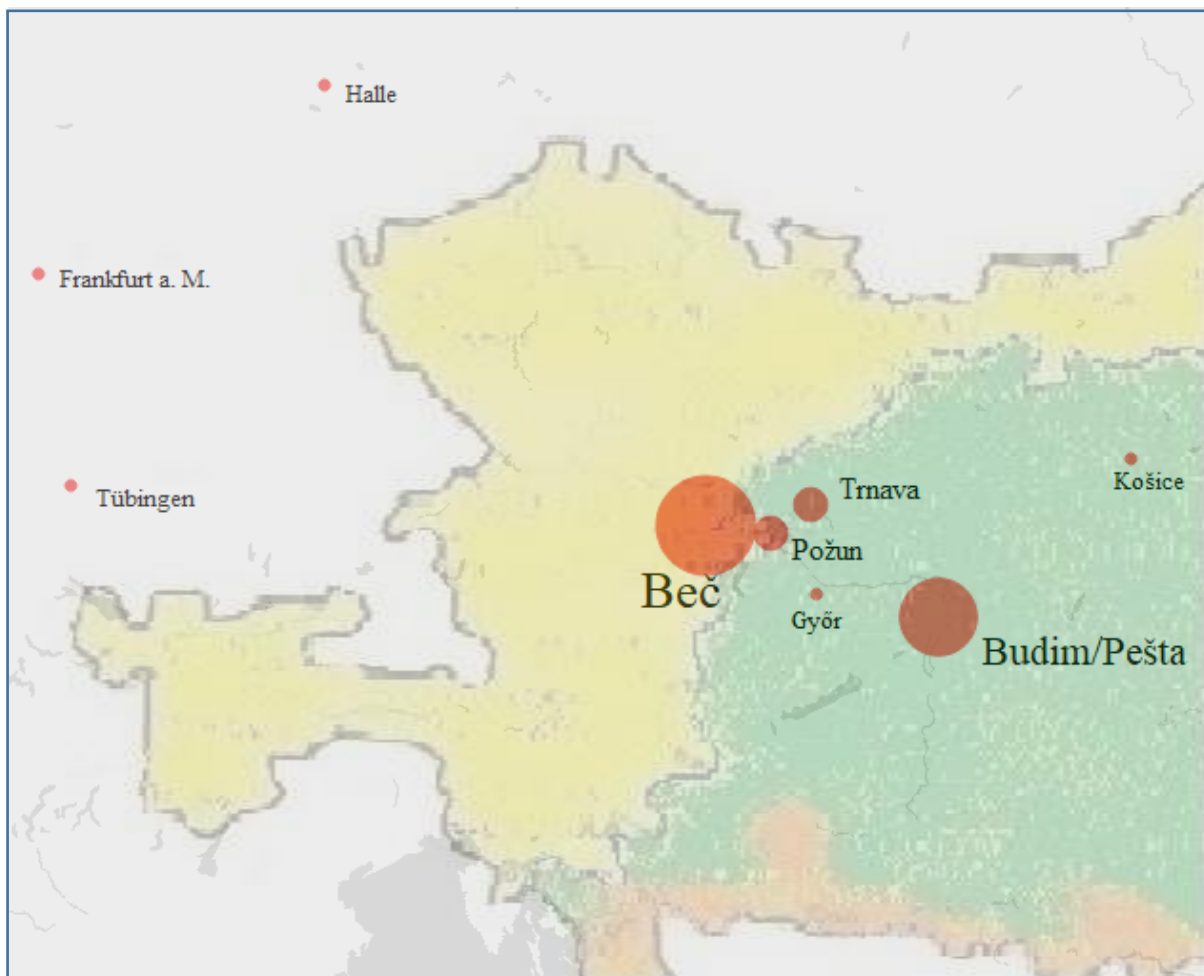 Halle
Frankfurt a. M.
Tübingen
Trnava
Košice
Požun
Beč
Győr
Budim/Pešta